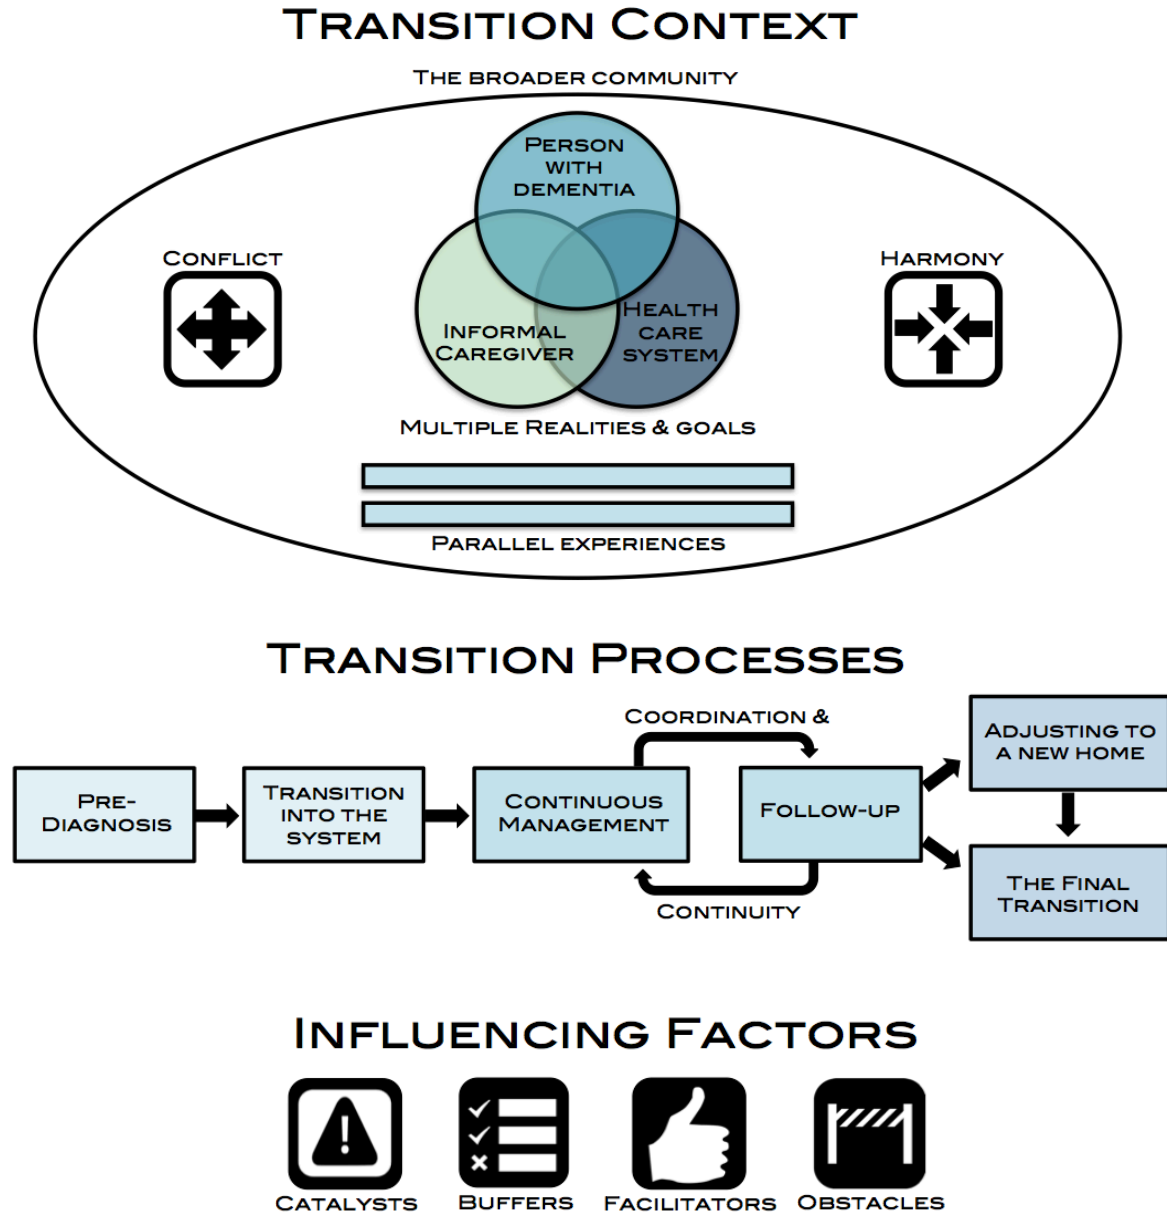 TRANSITION CONTEXT
THE BROADER COMMUNITY
PERSON
WITH
DEMENTIA
CONFLICT
HARMONY
INFORMAL
CAREGIVER
HEALTH
CARE
SYSTEM
MULTIPLE REALITIES & GOALS
PARALLEL EXPERIENCES
TRANSITION PROCESSES
PRE-
DIAGNOSIS
TRANSITION
INTO THE
SYSTEM
CONTINUOUS
MANAGEMENT
COORDINATION &
CONTINUITY
FOLLOW-UP
ADJUSTING TO
A NEW HOME
THE FINAL
TRANSITION
INFLUENCING FACTORS
CATALYSTS
BUFFERS
FACILITATORS
OBSTACLES